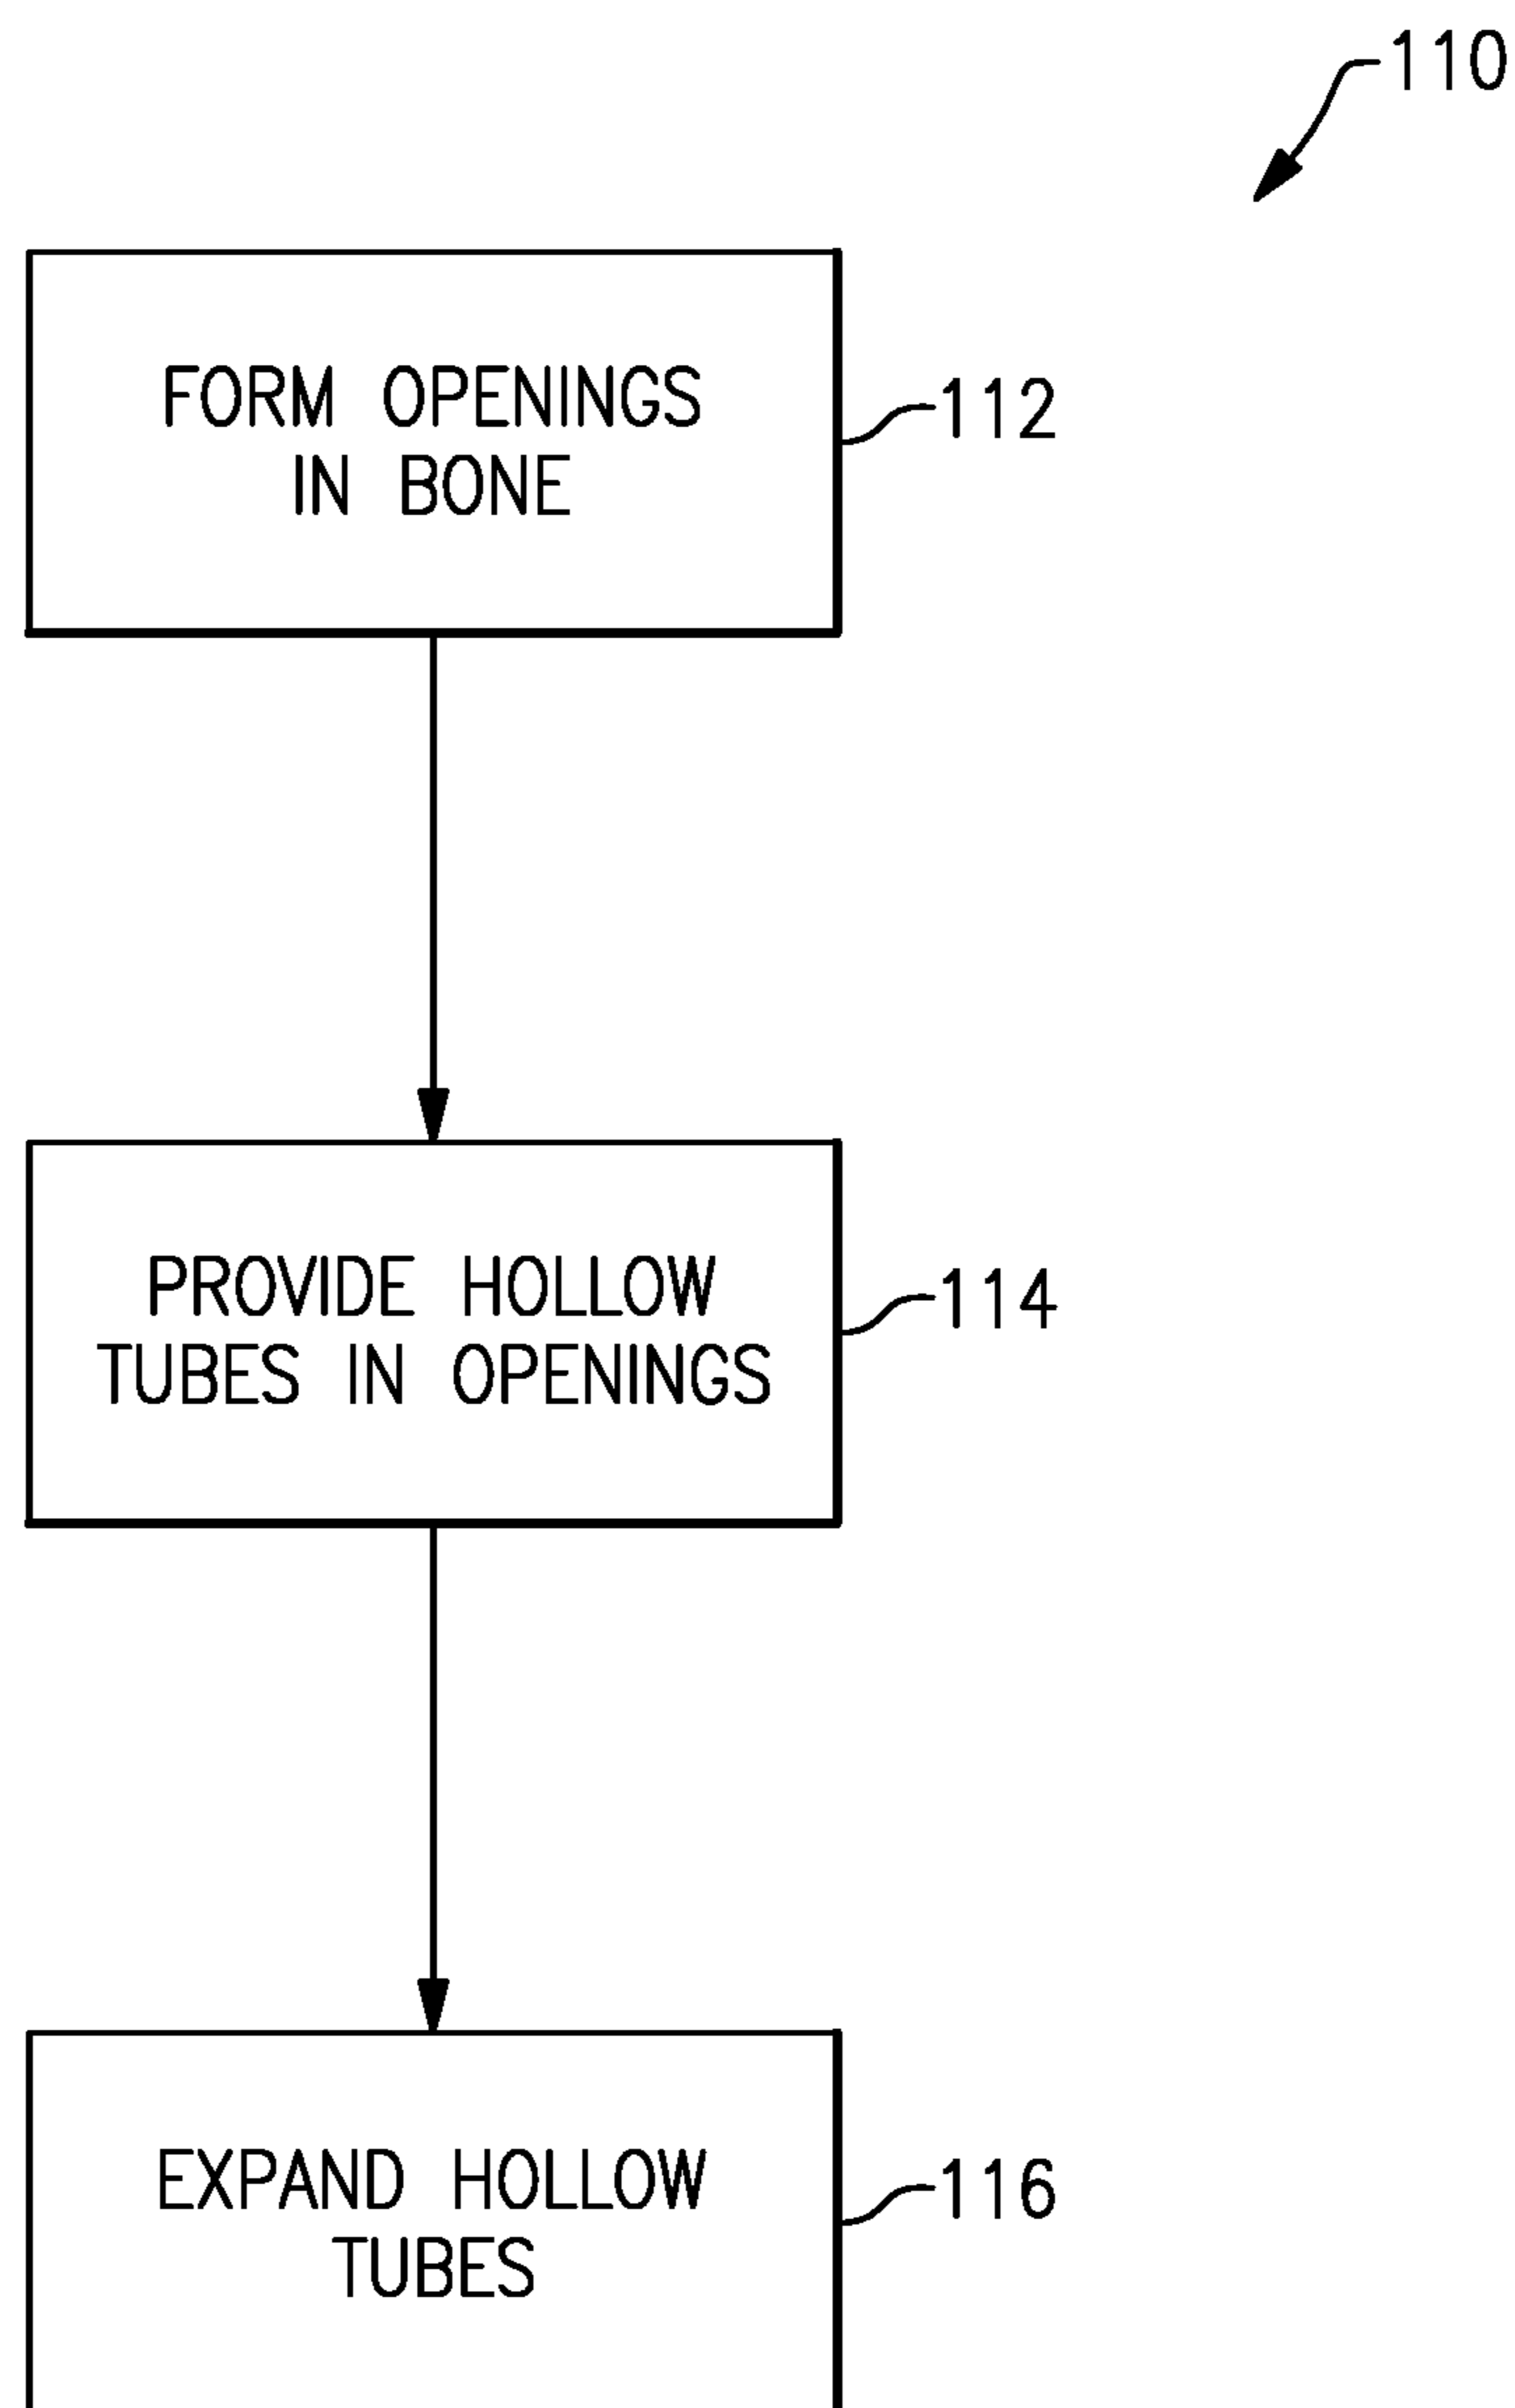 110
FORM OPENINGS
IN BONE
112
PROVIDE HOLLOW
TUBES IN OPENINGS
114
EXPAND HOLLOW
TUBES
116